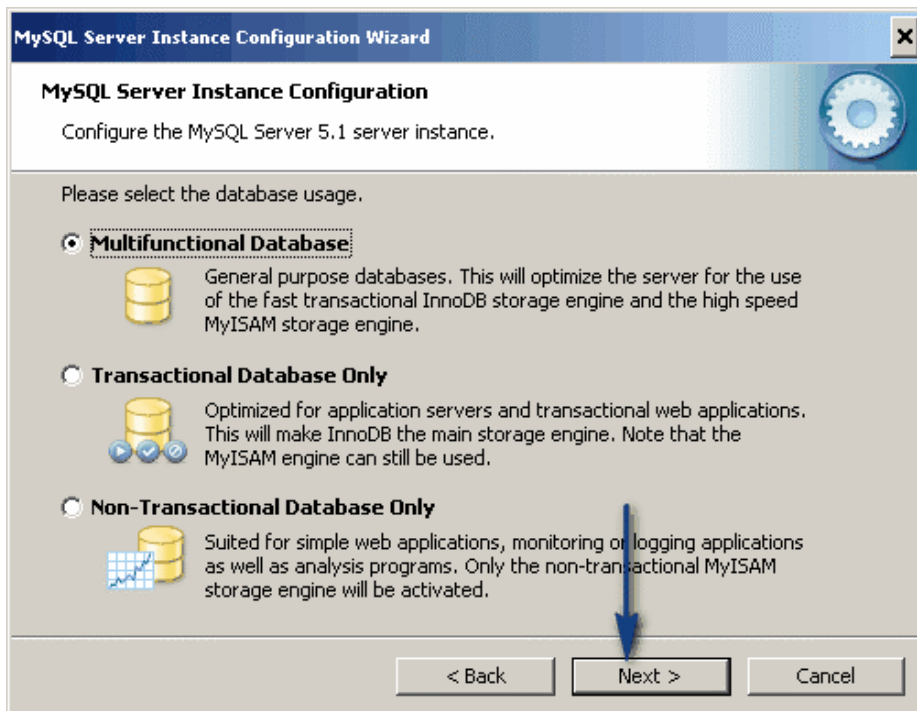 MySQL Server Instance Configuration Wizard
MySQL Server Instance Configuration
Configure the MySQL Server 5.1 server instance.
Please select the database usage.
Multifunctional Database
General purpose databases. This will optimize the server for the use
of the fast transactional InnoDB storage engine and the high speed
MyISAM storage engine.
Transactional Database Only
Optimized for application servers and transactional web applications.
This will make InnoDB the main storage engine. Note that the
MyISAM engine can still be used.
Non-Transactional Database Only
Suited for simple web applications, monitoring or logging applications
as well as analysis programs. Only the non-transactional MyISAM
storage engine will be activated.
< Back Next > Cancel